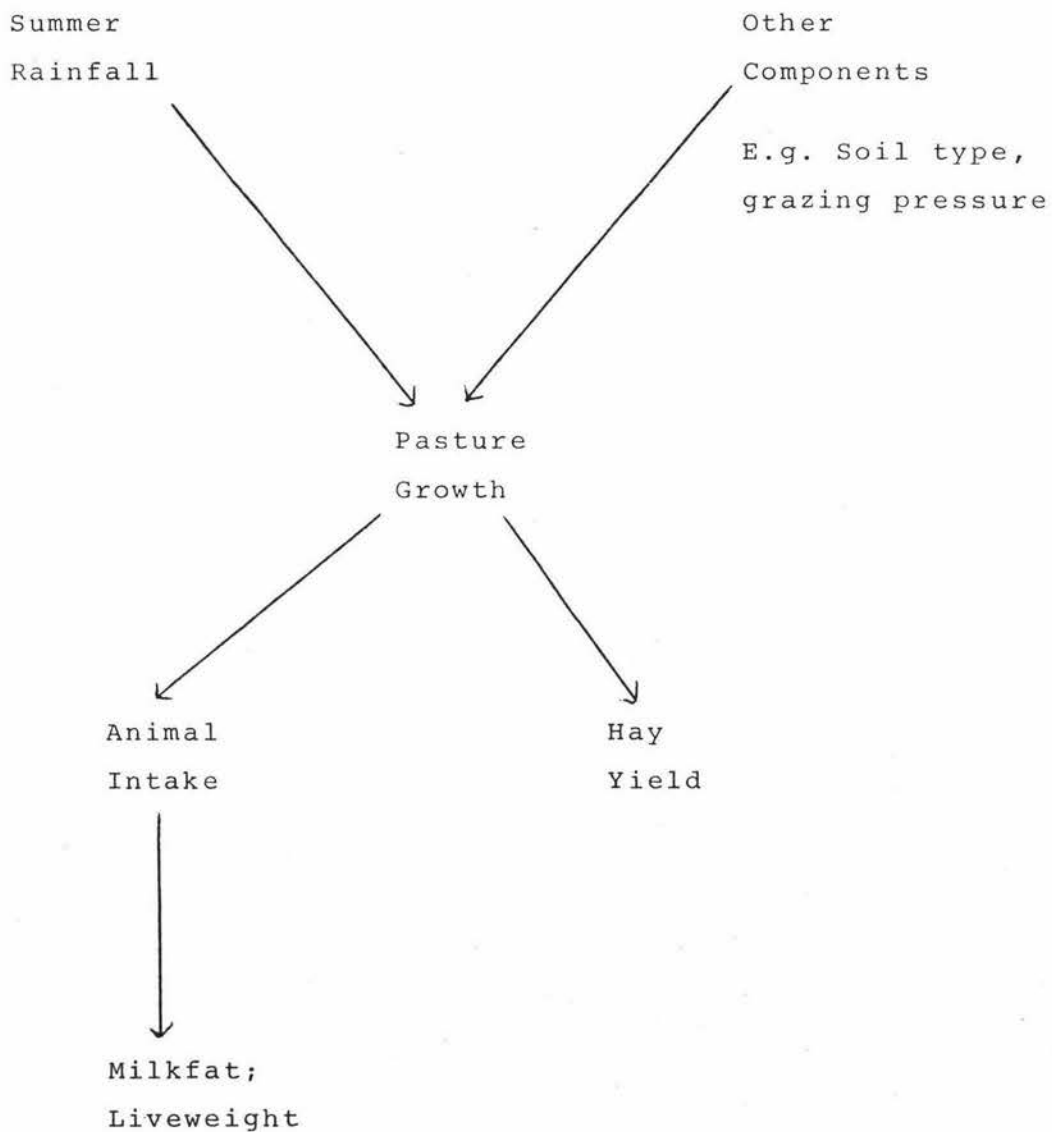 Summer
Rainfall
Other
Components
E.g. Soil type,
grazing pressure
Pasture
Growth
Animal
Intake
Hay
Yield
Milkfat;
Liveweight